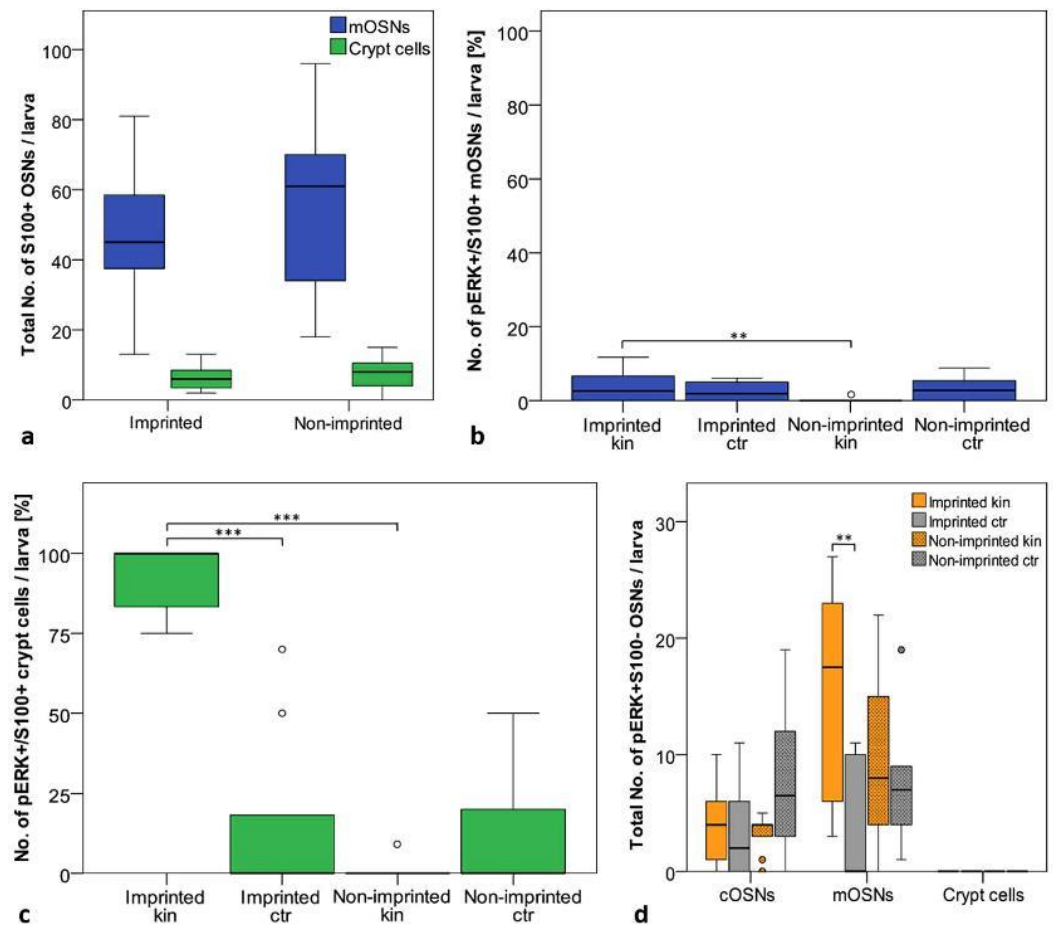 mOSNs
Crypt cells
Total No. of S100+ OSNs / larva
100
80
60
40
20
0
Imprinted
Non-imprinted
a
No. of pERK+/S100+ mOSNs / larva [%]
100
80
60
40
20
0
**
Imprinted
kin
Imprinted
ctr
Non-imprinted
kin
Non-imprinted
ctr
b
No. of pERK+/S100+ crypt cells / larva [%]
100
75
50
25
0
***
***
Imprinted
kin
Imprinted
ctr
Non-imprinted
kin
Non-imprinted
ctr
c
Total No. of pERK+S100- OSNs / larva
30
20
10
0
Imprinted kin
Imprinted ctr
Non-imprinted kin
Non-imprinted ctr
**
cOSNs
mOSNs
Crypt cells
d